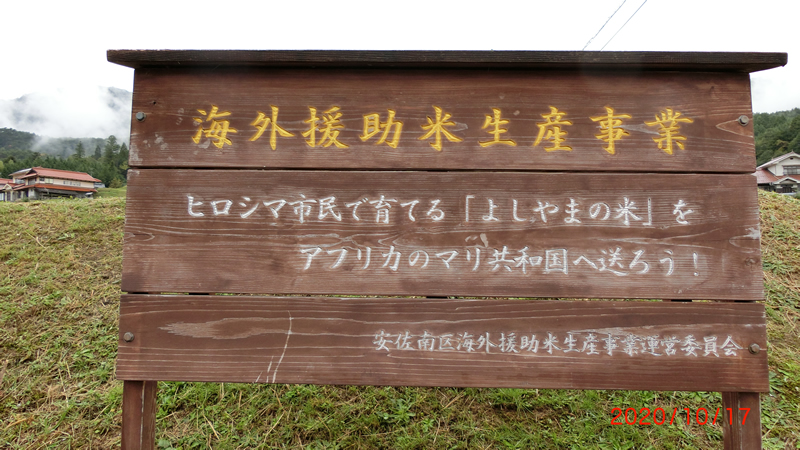 海外援助米生産事業
ヒロシマ市民で育てる「よしやまの米」を
アフリカのマリ共和国へ送ろう!
安佐南区海外援助米生産事業運営委員会
2020/10/17